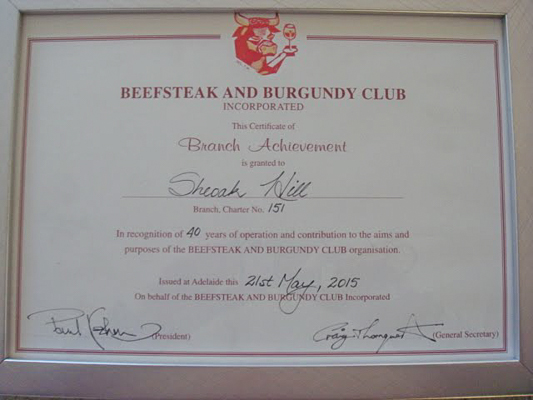 BEEFSTEAK AND BURGUNDY CLUB
INCORPORATED
This Certificate of
Branch Achievement
is granted to
Sheoak Hill
Branch, Charter No. 151
In recognition of 40 years of operation and contribution to the aims and
purposes of the BEEFSTEAK AND BURGUNDY CLUB organisation.
Issued at Adelaide this 21st May, 2015
On behalf of the BEEFSTEAK AND BURGUNDY CLUB Incorporated
(President)
Craig (General Secretary)